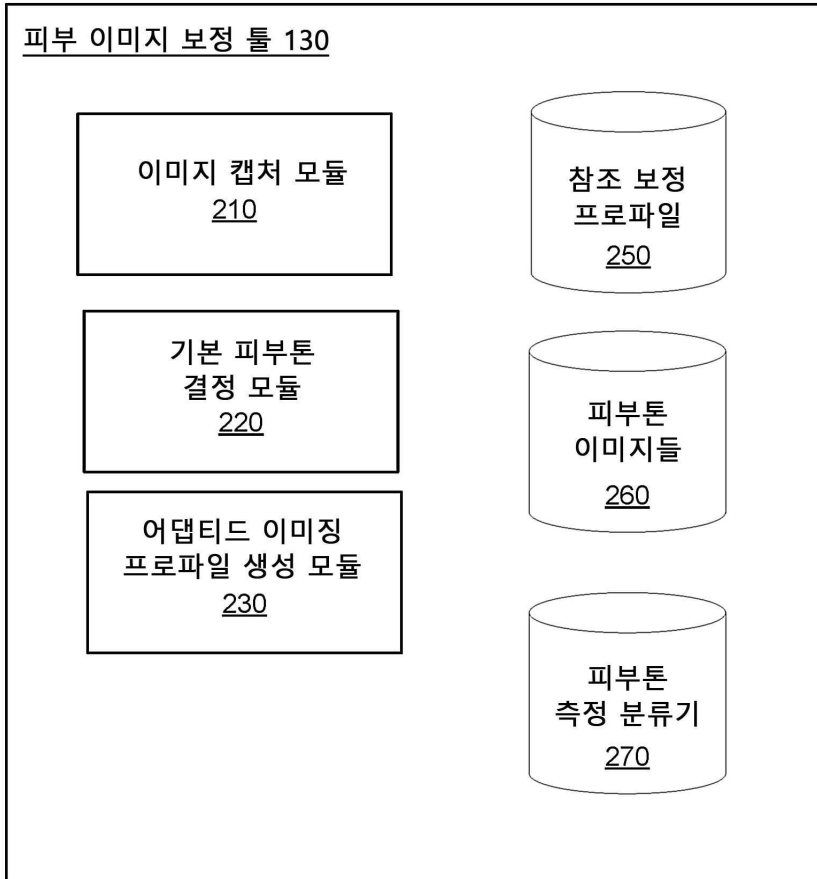 피부 이미지 보정 툴 130
이미지 캡처 모듈
210
기본 피부톤
결정 모듈
220
어댑티드 이미징
프로파일 생성 모듈
230
참조 보정
프로파일
250
피부톤
이미지들
260
피부톤
측정 분류기
270